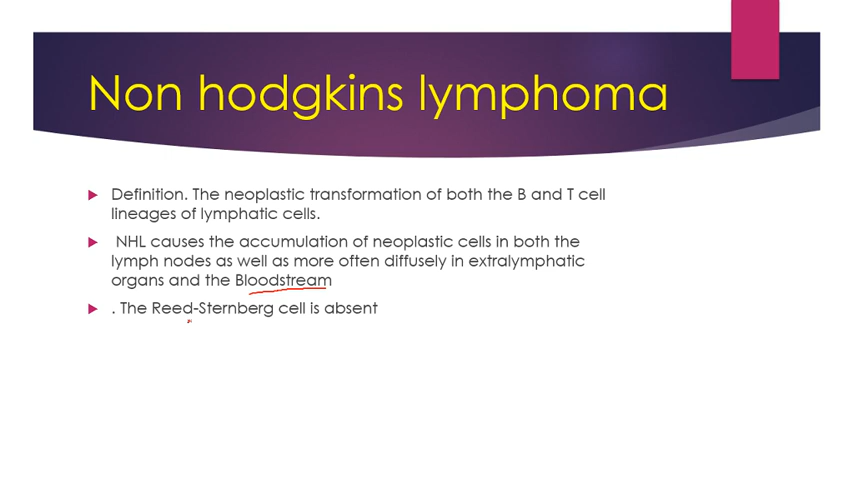 Non hodgkins lymphoma
Definition. The neoplastic transformation of both the B and T cell
lineages of lymphatic cells.
NHL causes the accumulation of neoplastic cells in both the
lymph nodes as well as more often diffusely in extralymphatic
organs and the Bloodstream
. The Reed-Sternberg cell is absent